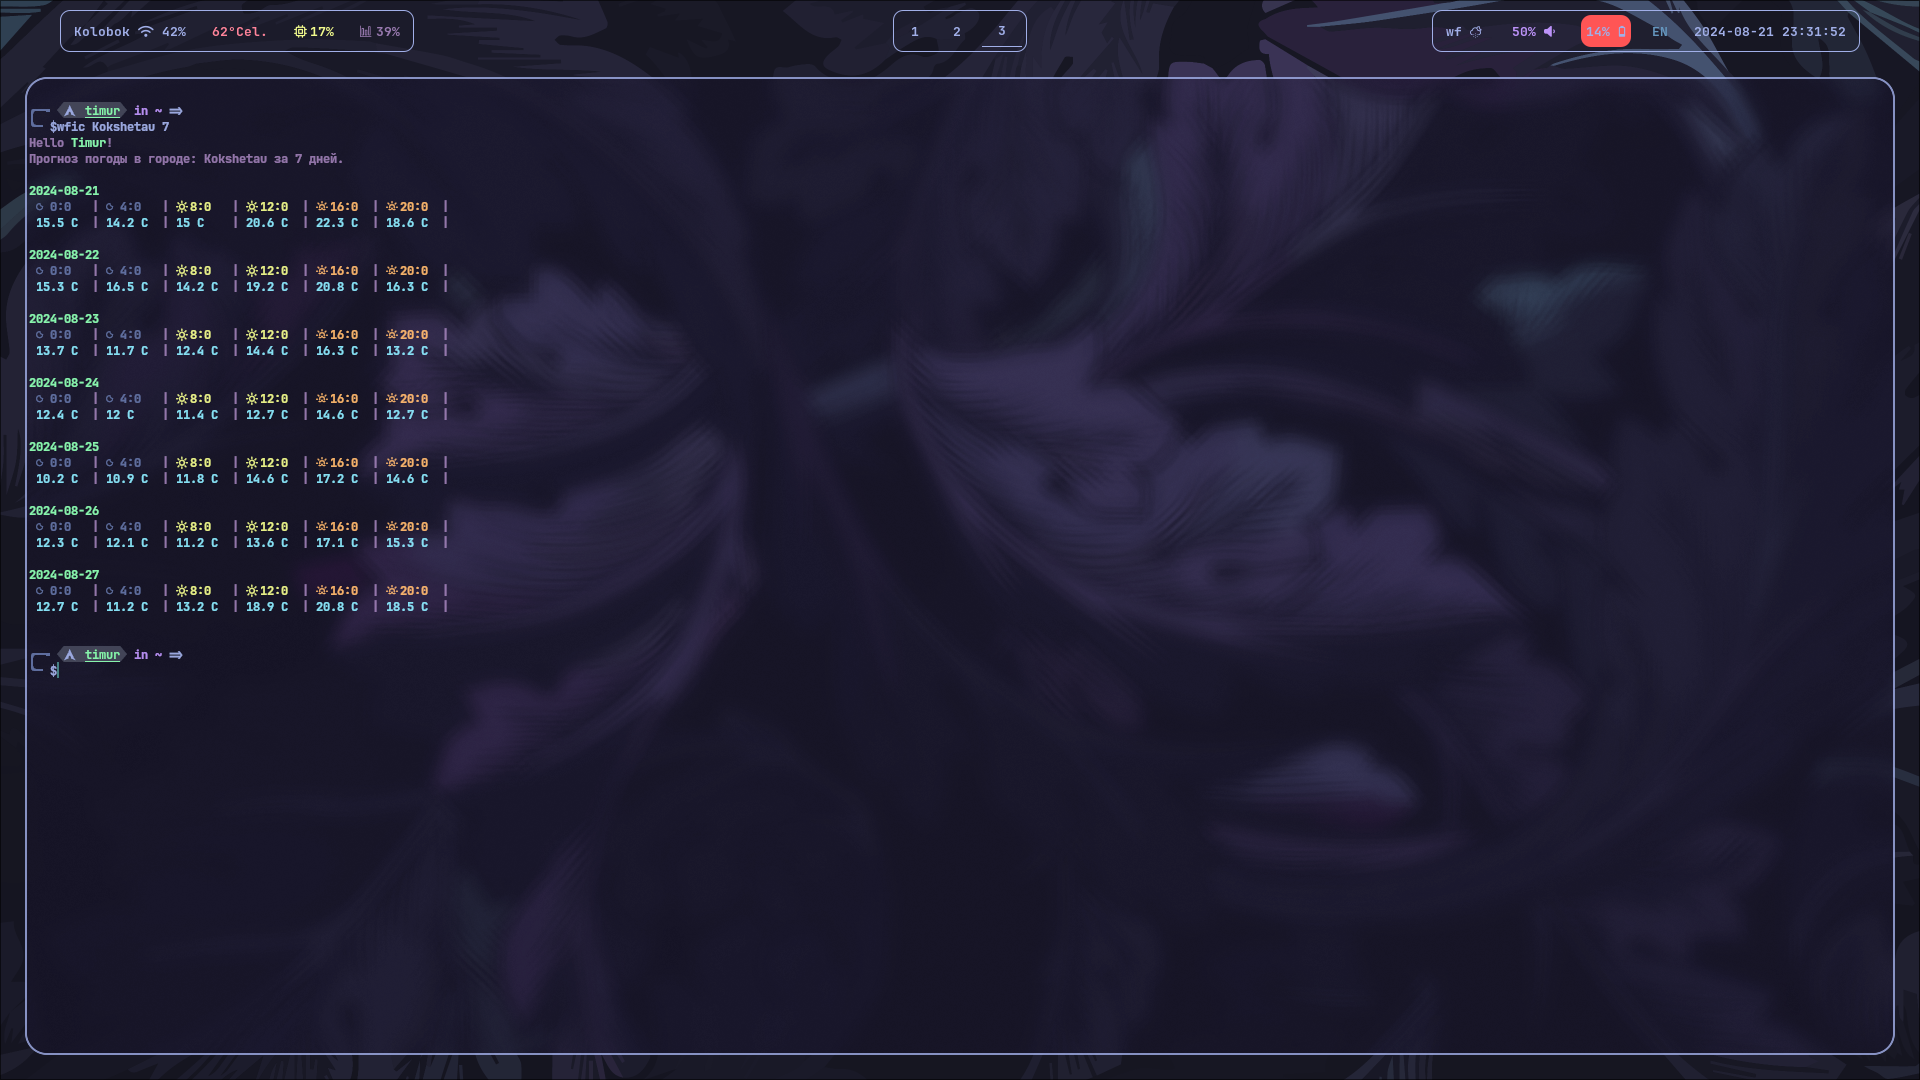 Kolobok 42% 62°Cel. 17% 39%
1 2 3
wf 50% 14% EN 2024-08-21 23:31:52
timur in ~ ⇒
$wfic Kokshetau 7
Hello Timur!
Прогноз погоды в городе: Kokshetau за 7 дней.
2024-08-21
0:0 | 4:0 | 8:0 | 12:0 | 16:0 | 20:0 |
15.5 C | 14.2 C | 15 C | 20.6 C | 22.3 C | 18.6 C |
2024-08-22
0:0 | 4:0 | 8:0 | 12:0 | 16:0 | 20:0 |
15.3 C | 16.5 C | 14.2 C | 19.2 C | 20.8 C | 16.3 C |
2024-08-23
0:0 | 4:0 | 8:0 | 12:0 | 16:0 | 20:0 |
13.7 C | 11.7 C | 12.4 C | 14.4 C | 16.3 C | 13.2 C |
2024-08-24
0:0 | 4:0 | 8:0 | 12:0 | 16:0 | 20:0 |
12.4 C | 12 C | 11.4 C | 12.7 C | 14.6 C | 12.7 C |
2024-08-25
0:0 | 4:0 | 8:0 | 12:0 | 16:0 | 20:0 |
10.2 C | 10.9 C | 11.8 C | 14.6 C | 17.2 C | 14.6 C |
2024-08-26
0:0 | 4:0 | 8:0 | 12:0 | 16:0 | 20:0 |
12.3 C | 12.1 C | 11.2 C | 13.6 C | 17.1 C | 15.3 C |
2024-08-27
0:0 | 4:0 | 8:0 | 12:0 | 16:0 | 20:0 |
12.7 C | 11.2 C | 13.2 C | 18.9 C | 20.8 C | 18.5 C |
timur in ~ ⇒
$